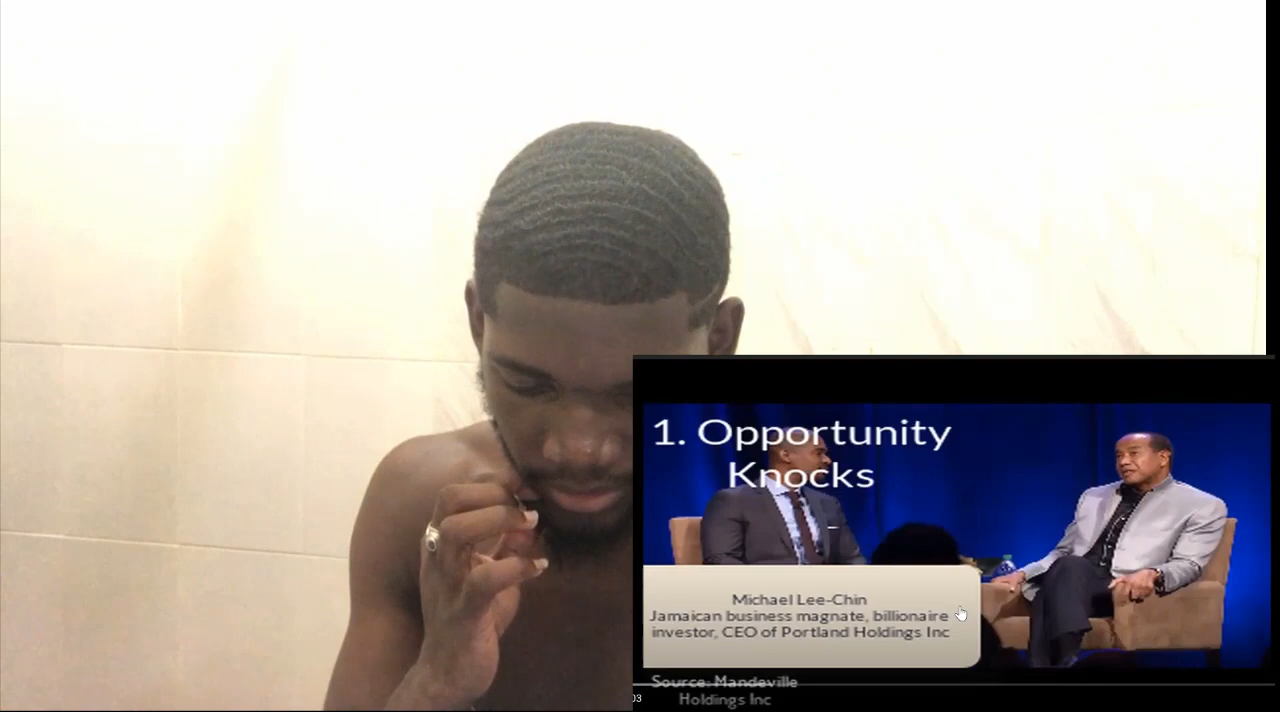 1. Opportunity
Knocks
Michael Lee-Chin
Jamaican business magnate, billionaire
investor, CEO of Portland Holdings Inc
Source: Mandeville
Holdings Inc
03